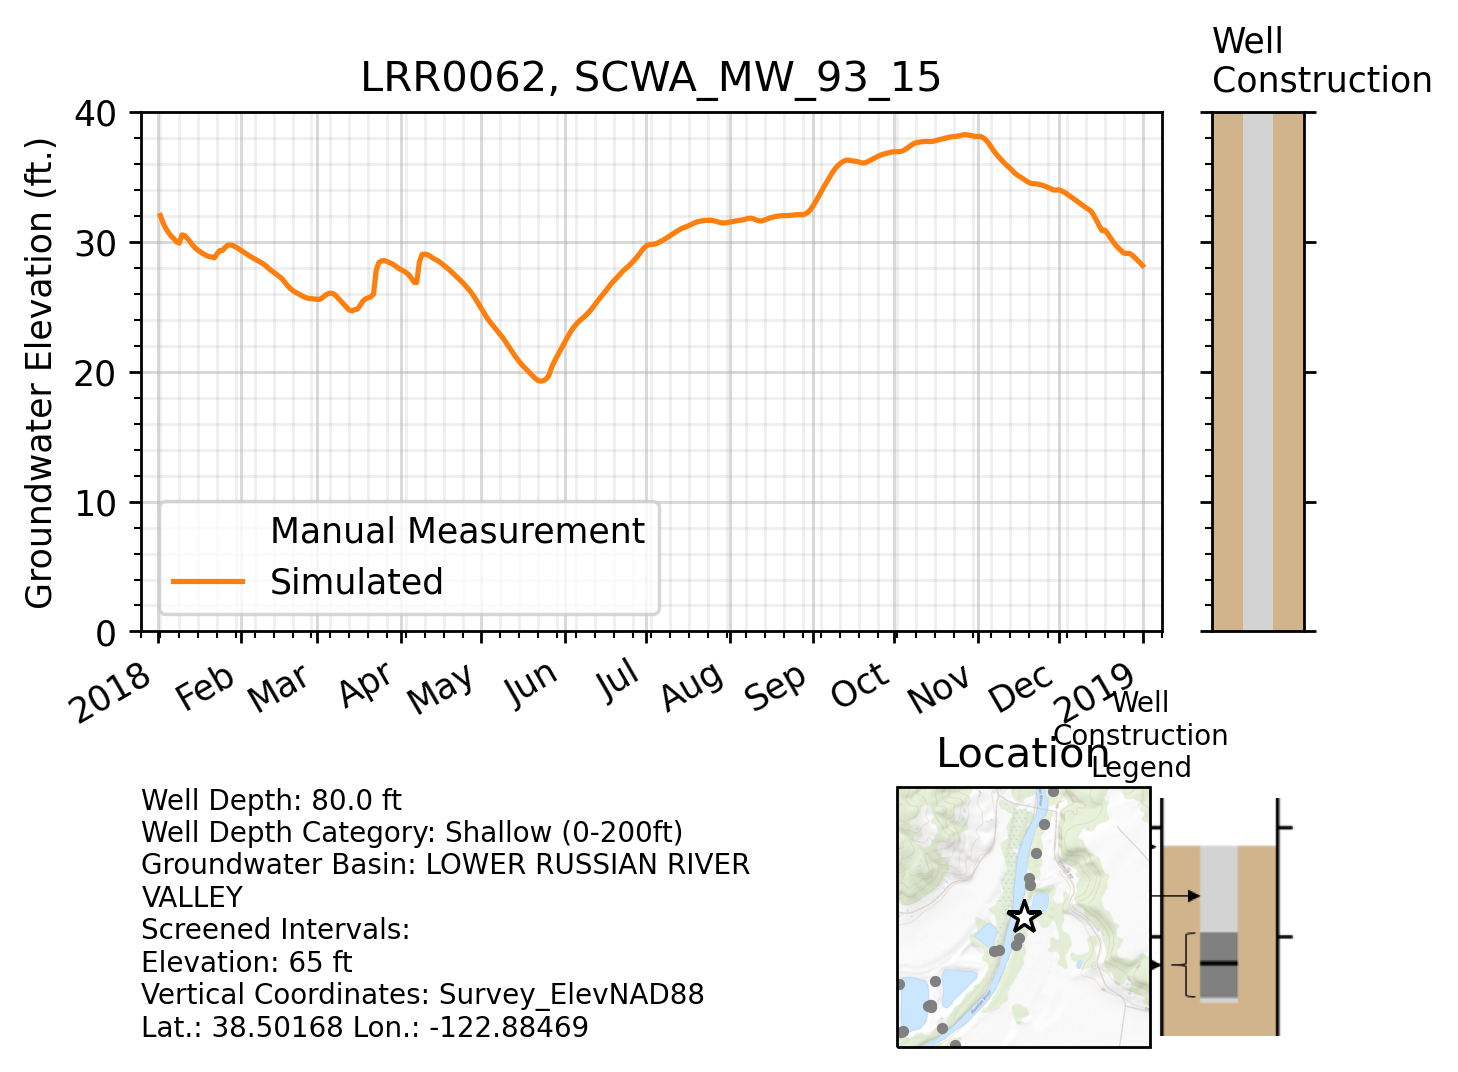 Well
Construction
LRR0062, SCWA_MW_93_15
Groundwater Elevation (ft.)
40
30
20
10
0
Manual Measurement
Simulated
2018
Feb
Mar
Apr
May
Jun
Jul
Aug
Sep
Oct
Nov
Dec
2019
Well
Construction
Legend
Location
Well Depth: 80.0 ft
Well Depth Category: Shallow (0-200ft)
Groundwater Basin: LOWER RUSSIAN RIVER
VALLEY
Screened Intervals:
Elevation: 65 ft
Vertical Coordinates: Survey_ElevNAD88
Lat.: 38.50168 Lon.: -122.88469